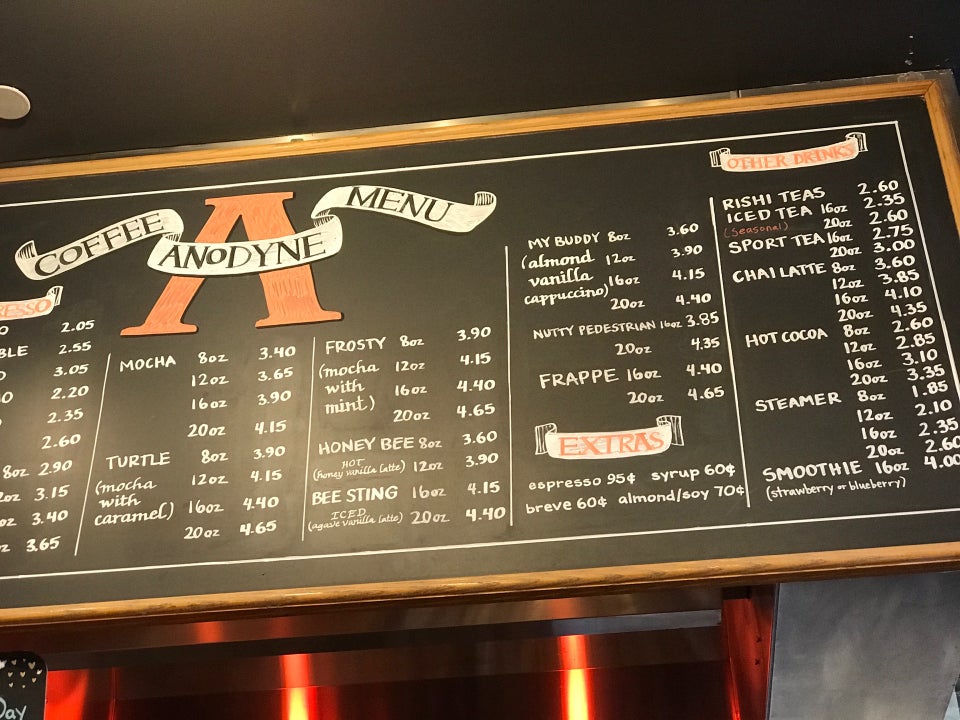 COFFEE
ANODYNE
MENU
RESSO
O 2.05
BLE 2.55
3.05
O 2.20
2.35
2.60
8oz 2.90
2oz 3.15
oz 3.40
z 3.65
MOCHA 8oz 3.40
12oz 3.65
16oz 3.90
20oz 4.15
TURTLE 8oz 3.90
(mocha 12oz 4.15
with 16oz 4.40
caramel) 20oz 4.65
FROSTY 8oz 3.90
(mocha 12oz 4.15
with 16oz 4.40
mint) 20oz 4.65
HONEY BEE 8oz 3.60
HOT
(honey vanilla latte) 12oz 3.90
BEE STING 16oz 4.15
ICED
(agave vanilla latte) 20oz 4.40
MY BUDDY 8oz 3.60
(almond 12oz 3.90
vanilla 16oz 4.15
cappuccino) 20oz 4.40
NUTTY PEDESTRIAN 16oz 3.85
20oz 4.35
FRAPPE 16oz 4.40
20oz 4.65
EXTRAS
espresso 95¢ syrup 60¢
breve 60¢ almond/soy 70¢
OTHER DRINKS
RISHI TEAS 2.60
ICED TEA 16oz 2.35
(seasonal) 20oz 2.60
SPORT TEA 16oz 2.75
20oz 3.00
CHAI LATTE 8oz 3.60
12oz 3.85
16oz 4.10
20oz 4.35
HOT COCOA 8oz 2.60
12oz 2.85
16oz 3.10
20oz 3.35
STEAMER 8oz 1.85
12oz 2.10
16oz 2.35
20oz 2.60
SMOOTHIE 16oz 4.00
(strawberry or blueberry)
Day